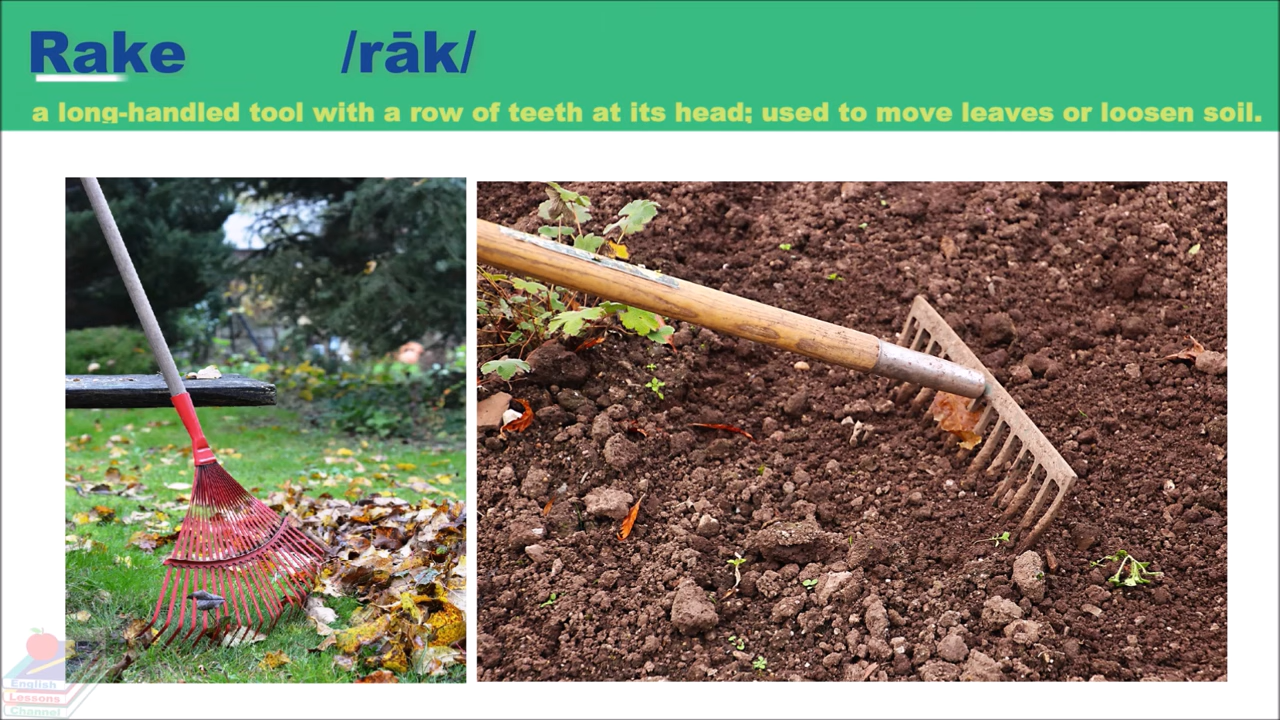 Rake /rāk/
a long-handled tool with a row of teeth at its head; used to move leaves or loosen soil.
English
Lessons
Channel